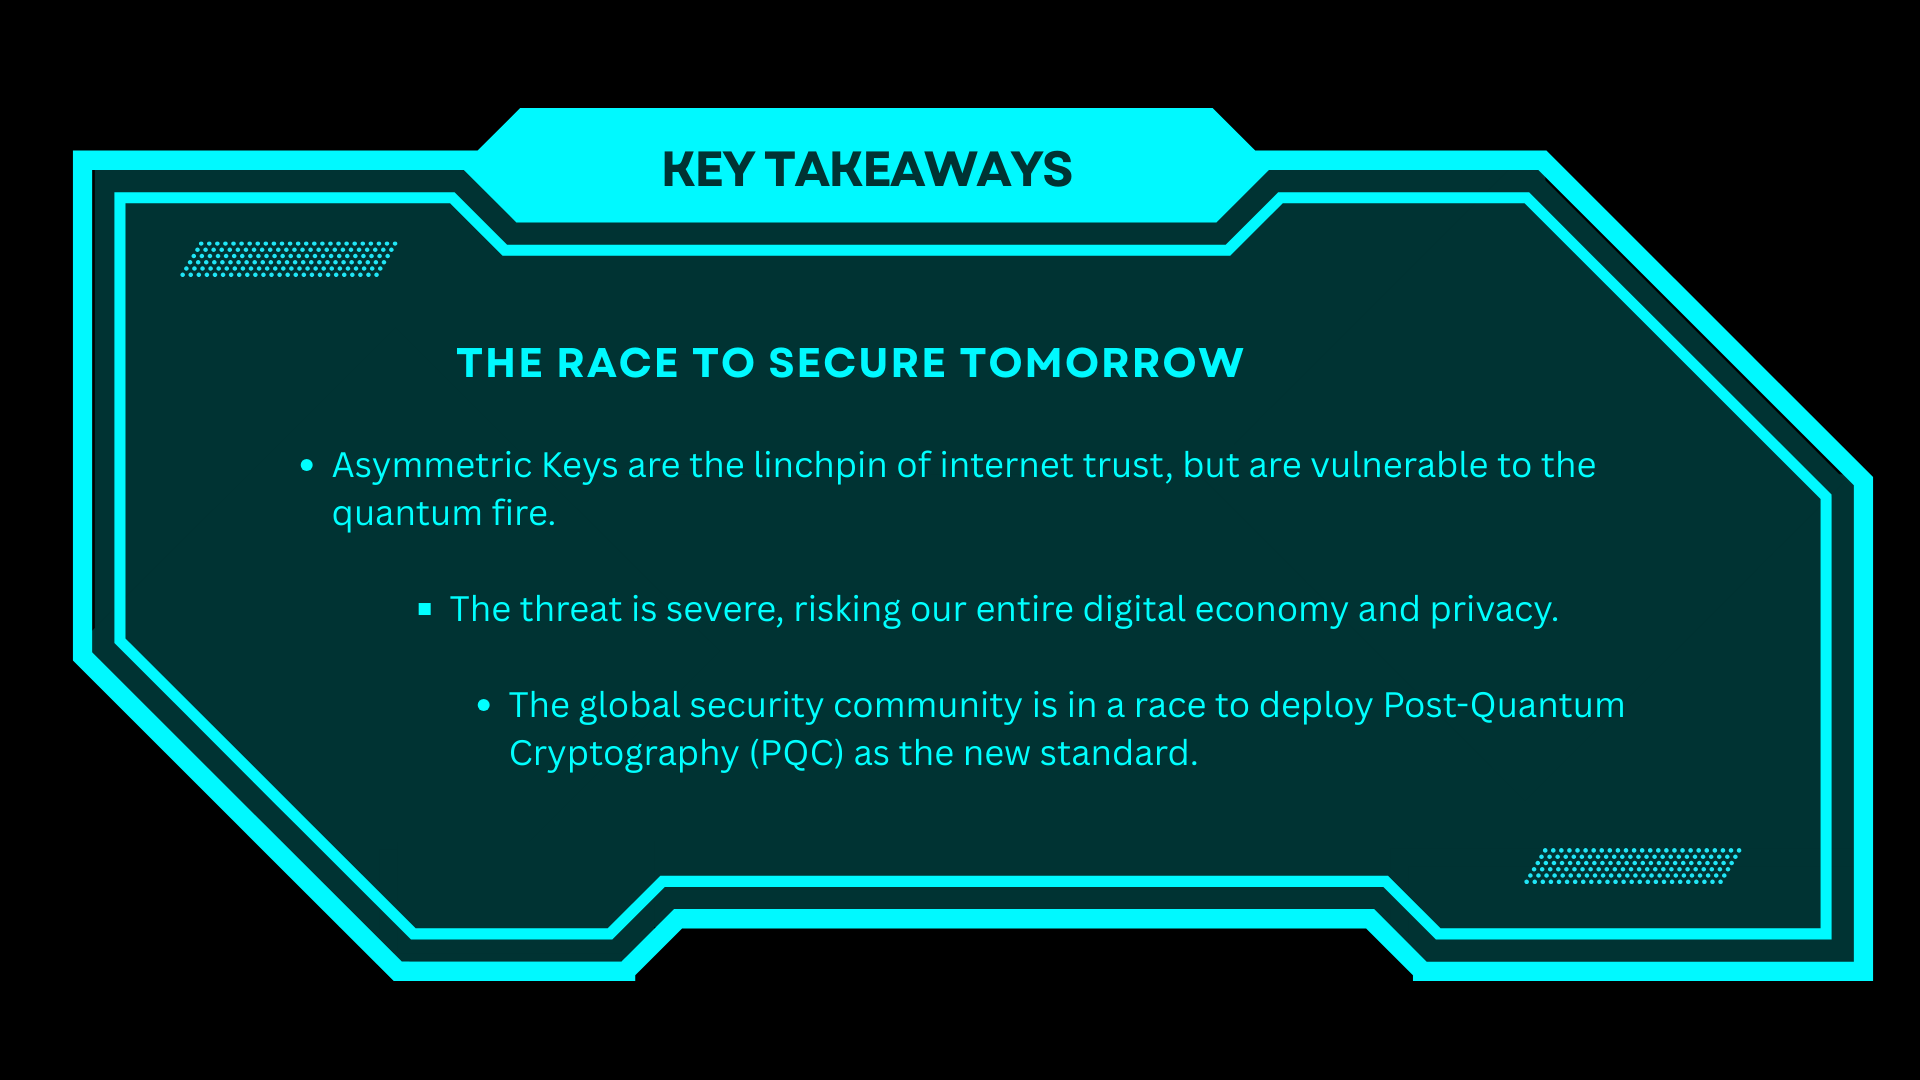 KEY TAKEAWAYS
THE RACE TO SECURE TOMORROW
• Asymmetric Keys are the linchpin of internet trust, but are vulnerable to the
quantum fire.
▪ The threat is severe, risking our entire digital economy and privacy.
• The global security community is in a race to deploy Post-Quantum
Cryptography (PQC) as the new standard.